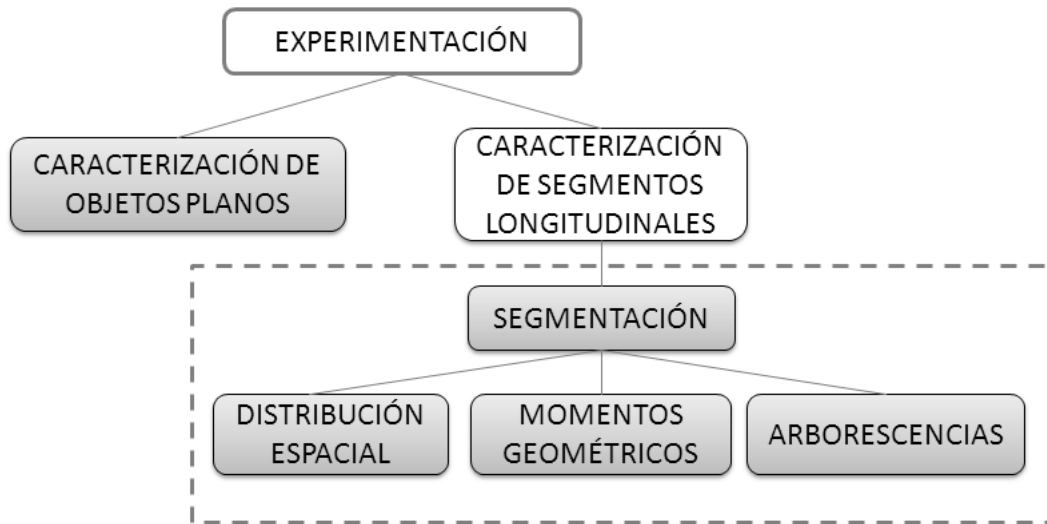 EXPERIMENTACIÓN
CARACTERIZACIÓN DE
OBJETOS PLANOS
CARACTERIZACIÓN
DE SEGMENTOS
LONGITUDINALES
SEGMENTACIÓN
DISTRIBUCIÓN
ESPACIAL
MOMENTOS
GEOMÉTRICOS
ARBORESCENCIAS